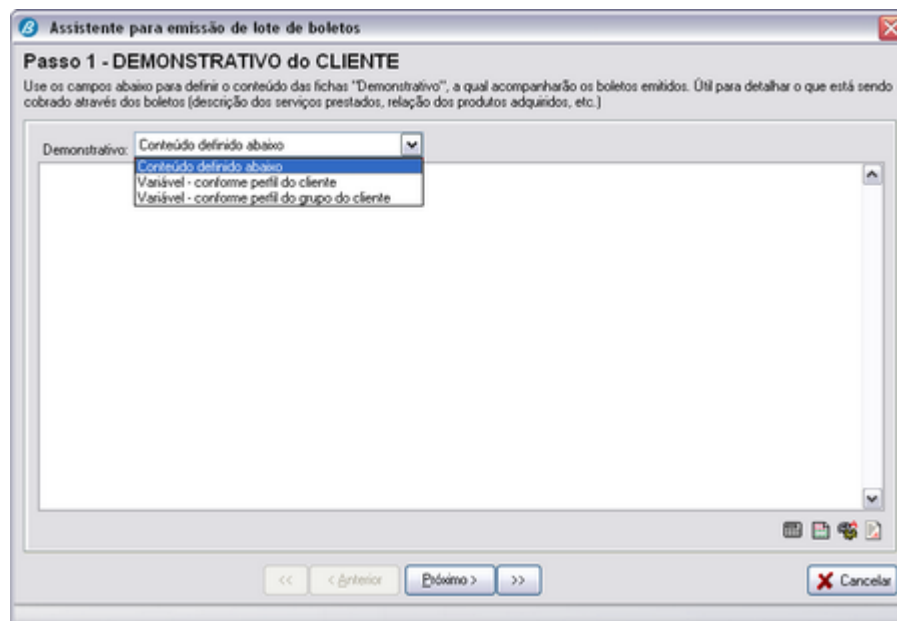 Assistente para emissão de lote de boletos
Passo 1 - DEMONSTRATIVO do CLIENTE
Use os campos abaixo para definir o conteúdo das fichas "Demonstrativo", a qual acompanharão os boletos emitidos. Útil para detalhar o que está sendo
cobrado através dos boletos (descrição dos serviços prestados, relação dos produtos adquiridos, etc.)
Demonstrativo: Conteúdo definido abaixo
Conteúdo definido abaixo
Variável - conforme perfil do cliente
Variável - conforme perfil do grupo do cliente
<< < Anterior Próximo > >> Cancelar